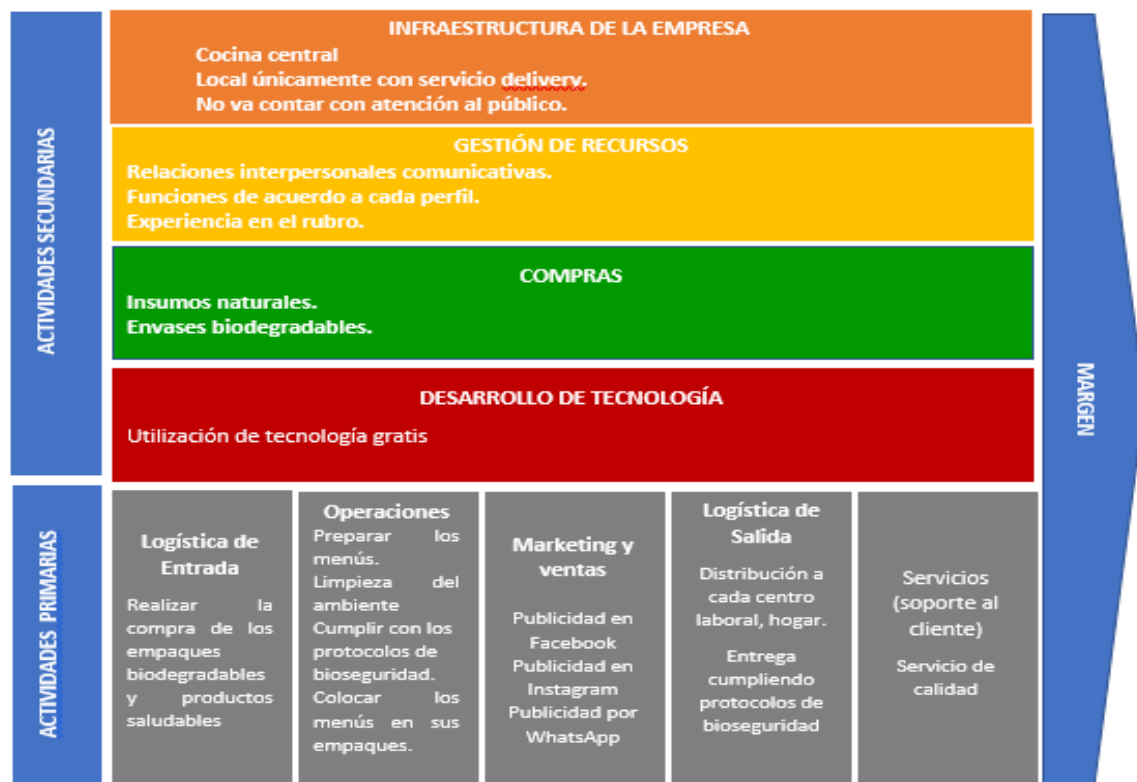 ACTIVIDADES SECUNDARIAS
INFRAESTRUCTURA DE LA EMPRESA
Cocina central
Local únicamente con servicio delivery.
No va contar con atención al público.
GESTIÓN DE RECURSOS
Relaciones interpersonales comunicativas.
Funciones de acuerdo a cada perfil.
Experiencia en el rubro.
COMPRAS
Insumos naturales.
Envases biodegradables.
DESARROLLO DE TECNOLOGÍA
Utilización de tecnología gratis
MARGEN
ACTIVIDADES PRIMARIAS
Logística de
Entrada
Realizar la
compra de los
empaques
biodegradables
y productos
saludables
Operaciones
Preparar los
menús.
Limpieza del
ambiente
Cumplir con los
protocolos de
bioseguridad.
Colocar los
menús en sus
empaques.
Marketing y
ventas
Publicidad en
Facebook
Publicidad en
Instagram
Publicidad por
WhatsApp
Logística de
Salida
Distribución a
cada centro
laboral, hogar.
Entrega
cumpliendo
protocolos de
bioseguridad
Servicios
(soporte al
cliente)
Servicio de
calidad